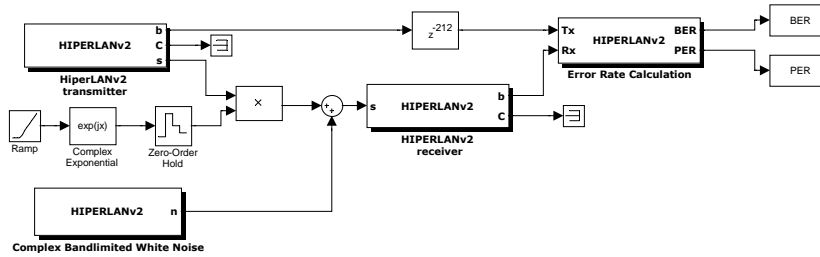 b
HIPERLANv2
C
s
HiperLANv2
transmitter
z
-212
Tx
BER
HIPERLANv2
Rx
PER
Error Rate Calculation
BER
PER
×
+
+
s
HIPERLANv2
b
C
HIPERLANv2
receiver
Ramp
exp(jx)
Complex
Exponential
Zero-Order
Hold
HIPERLANv2
n
Complex Bandlimited White Noise